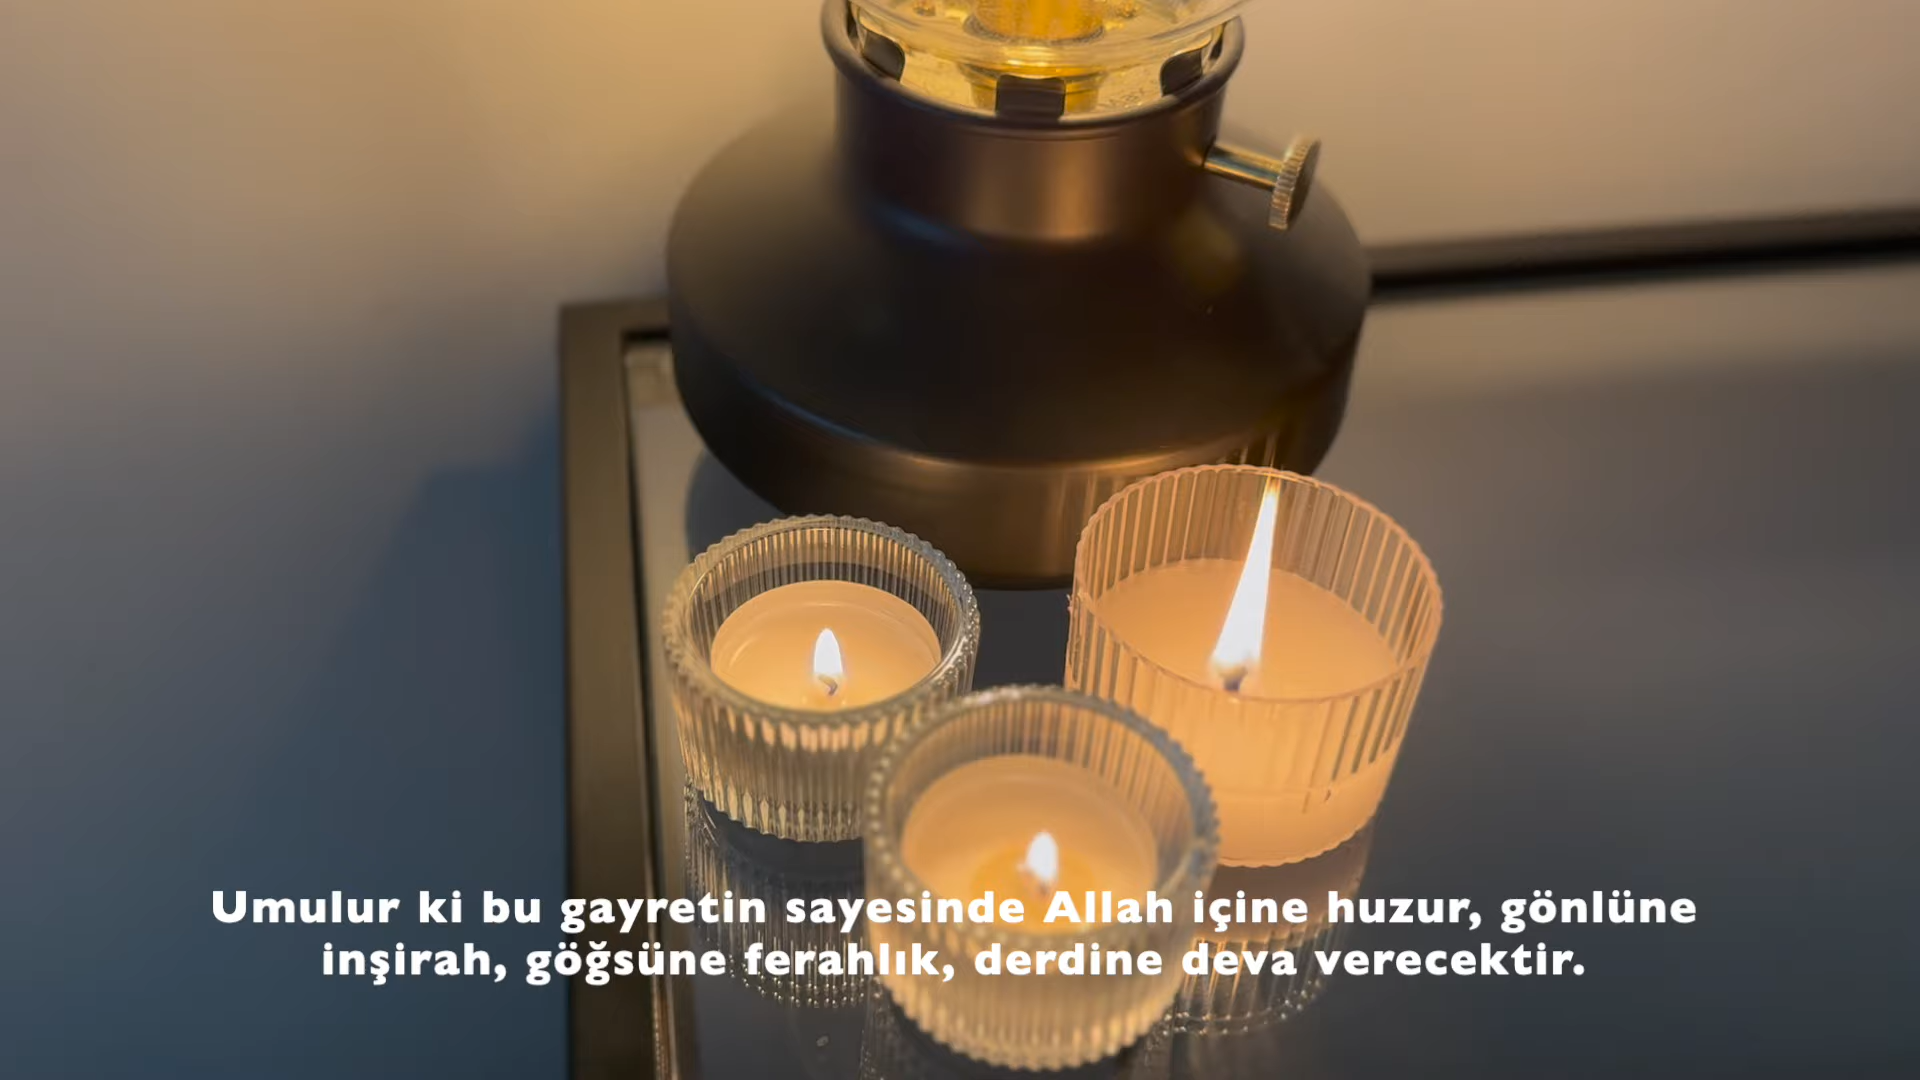 Umulur ki bu gayretin sayesinde Allah içine huzur, gönlüne
inşirah, göğsüne ferahlık, derdine deva verecektir.